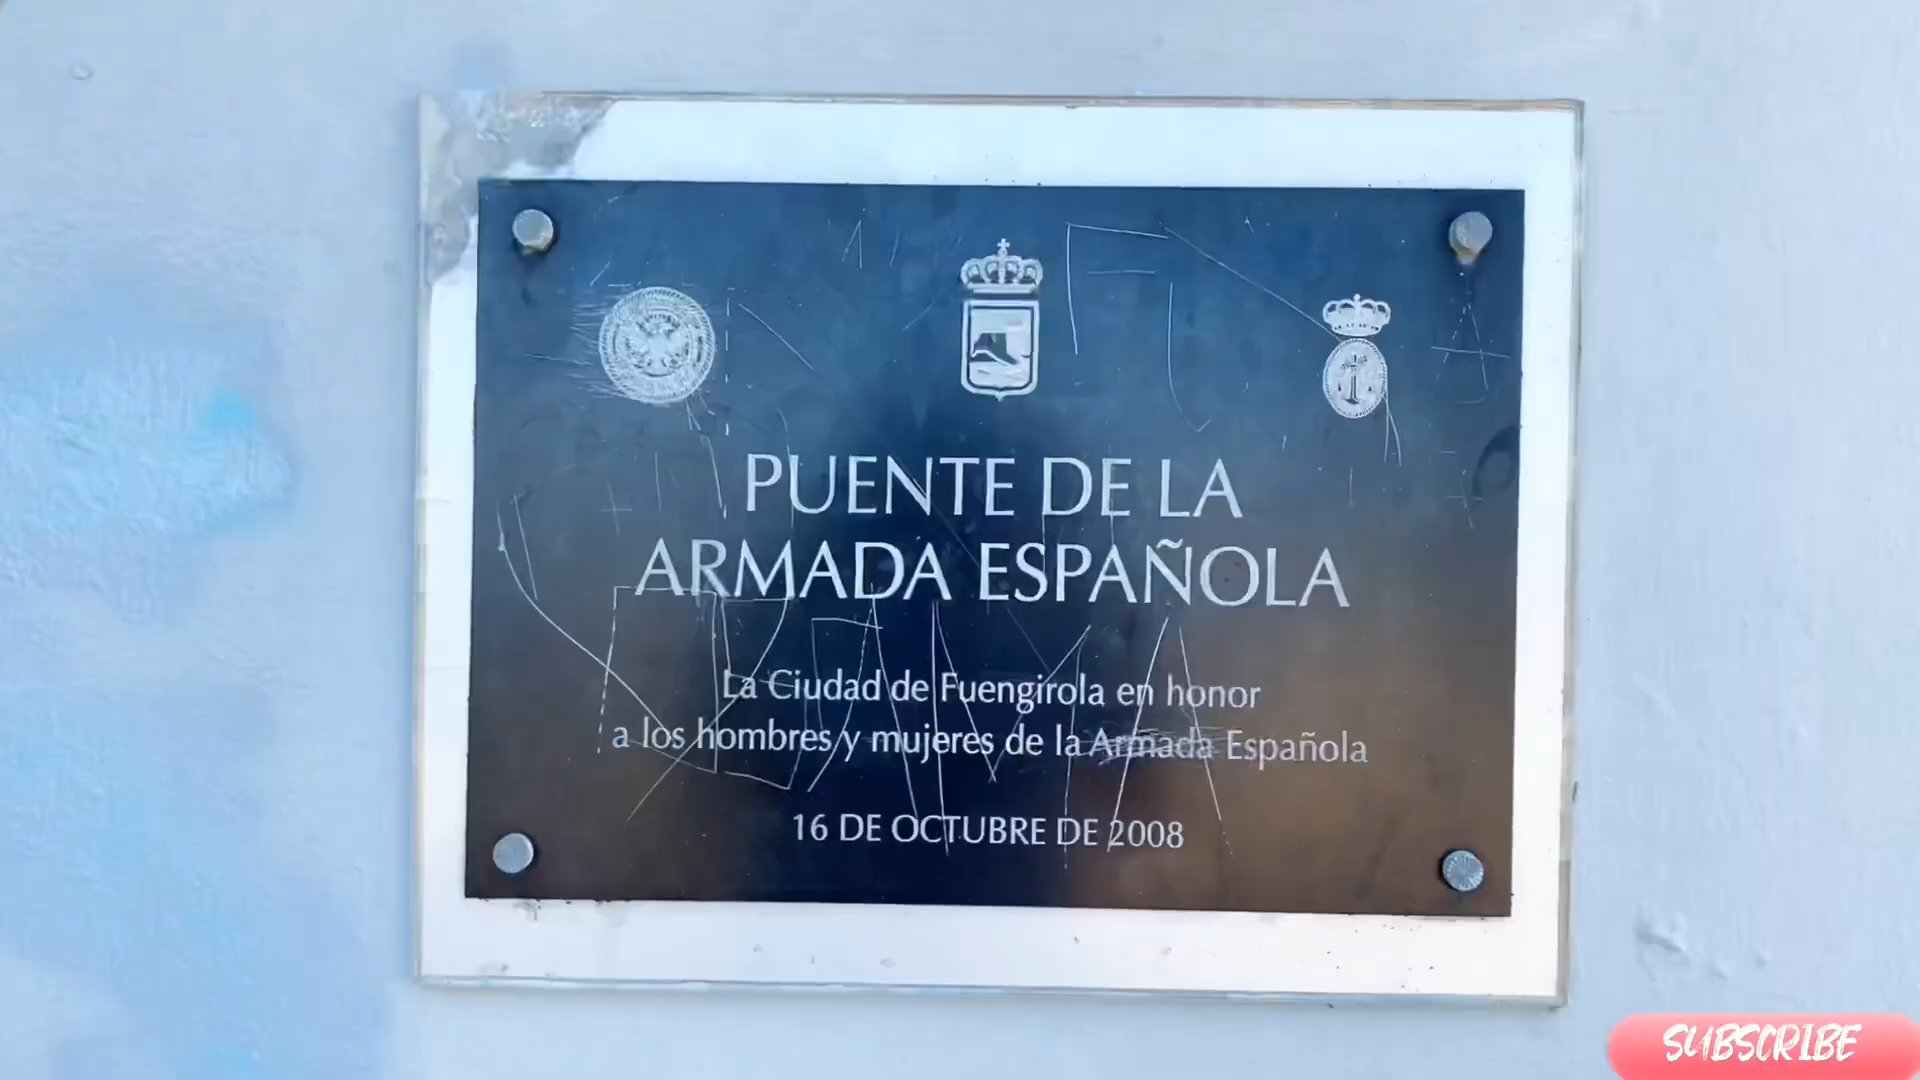 PUENTE DE LA
ARMADA ESPAÑOLA
La Ciudad de Fuengirola en honor
a los hombres y mujeres de la Armada Española
16 DE OCTUBRE DE 2008
SUBSCRIBE